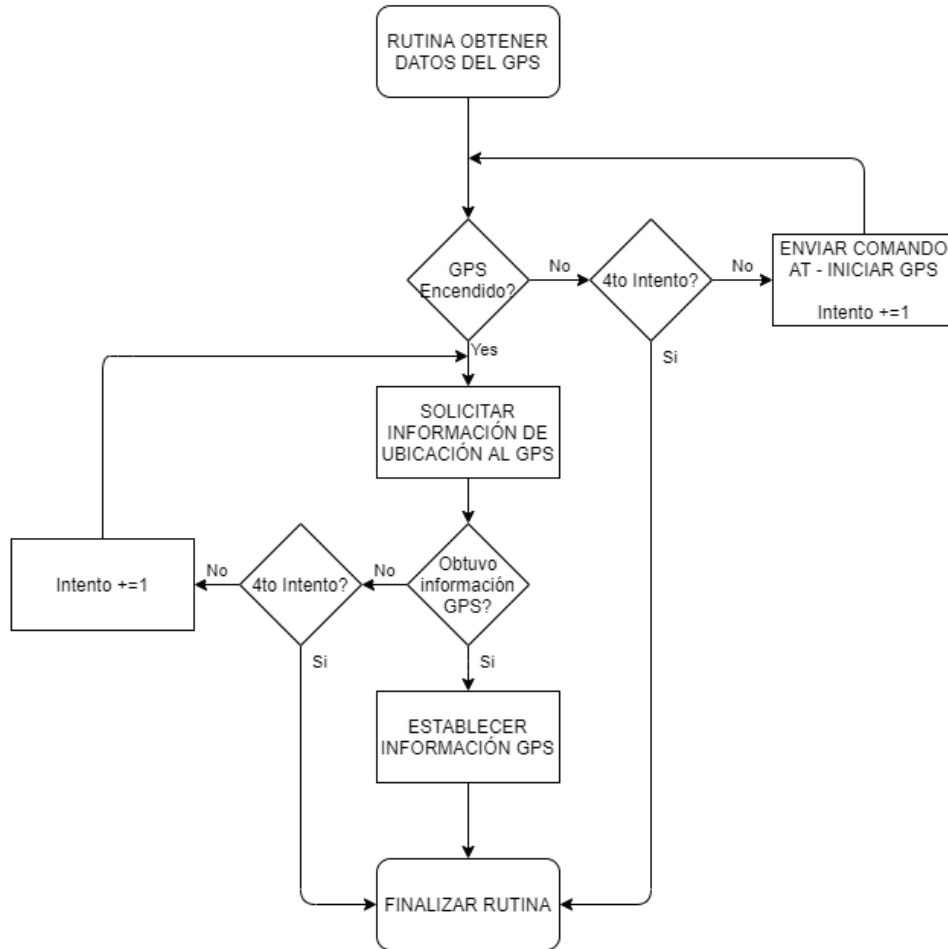 RUTINA OBTENER
DATOS DEL GPS
GPS
Encendido?
No
4to Intento?
No
ENVIAR COMANDO
AT - INICIAR GPS
Intento +=1
Yes
Si
SOLICITAR
INFORMACIÓN DE
UBICACIÓN AL GPS
Obtuvo
información
GPS?
No
4to Intento?
No
Intento +=1
Si
Si
ESTABLECER
INFORMACIÓN GPS
FINALIZAR RUTINA